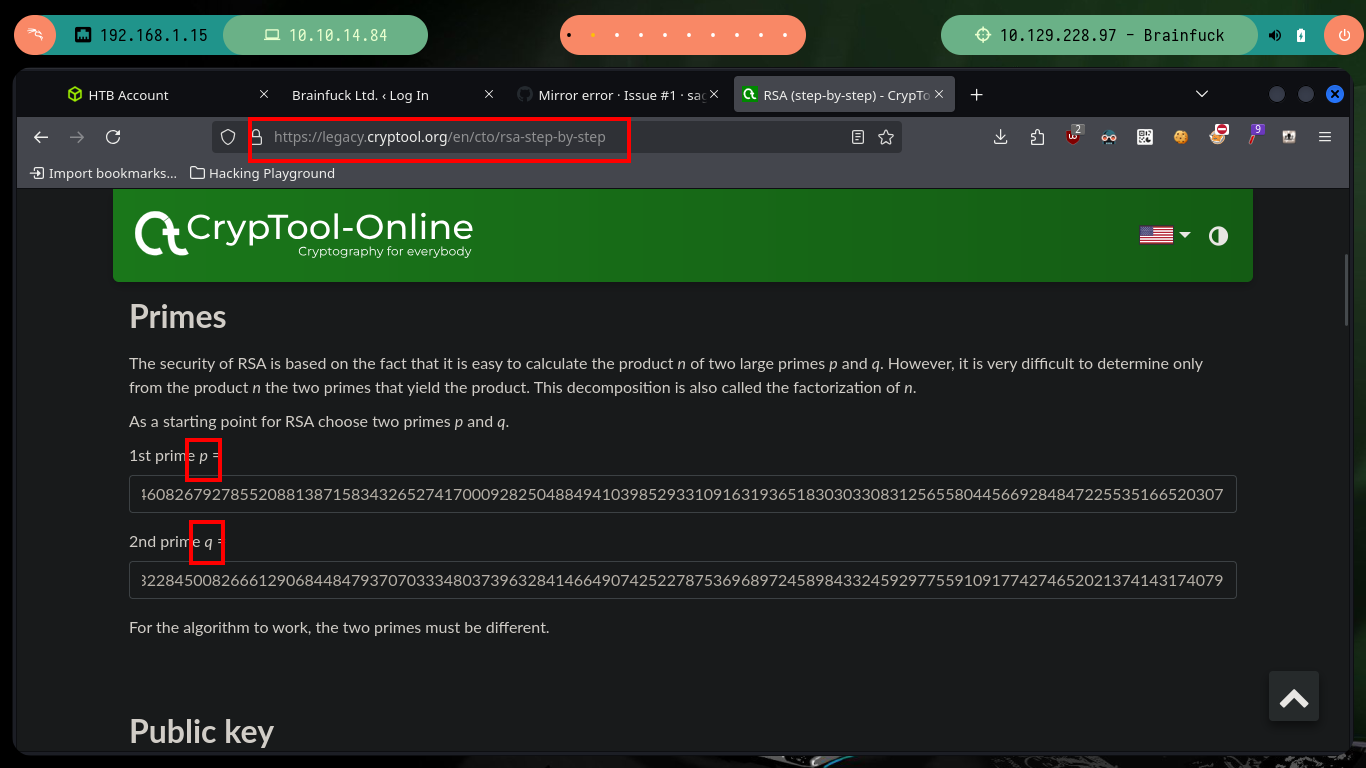 192.168.1.15 10.10.14.84 10.129.228.97 - Brainfuck
HTB Account Brainfuck Ltd. ‹ Log In Mirror error · Issue #1 · sag RSA (step-by-step) - CrypTo
https://legacy.cryptool.org/en/cto/rsa-step-by-step 2 9
Import bookmarks... Hacking Playground
CrypTool-Online
Cryptography for everybody
Primes
The security of RSA is based on the fact that it is easy to calculate the product n of two large primes p and q. However, it is very difficult to determine only
from the product n the two primes that yield the product. This decomposition is also called the factorization of n.
As a starting point for RSA choose two primes p and q.
1st prime p =
460826792785520881387158343265274170009282504884941039852933109163193651830303308312565580445669284847225535166520307
2nd prime q =
3228450082666129068448479370703334803739632841466490742522787536968972458984332459297755910917742746520213741431740​79
For the algorithm to work, the two primes must be different.
Public key